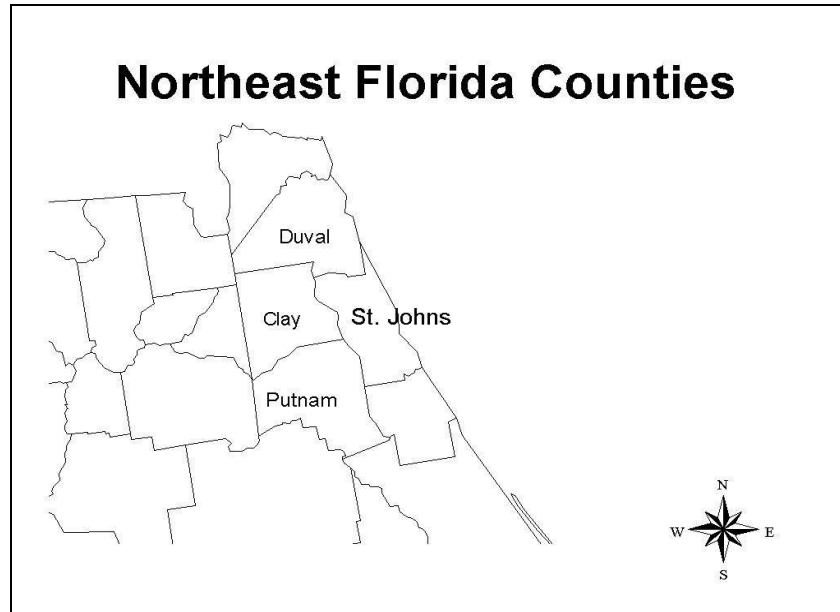 Northeast Florida Counties
Duval
Clay
St. Johns
Putnam
N
W E
S